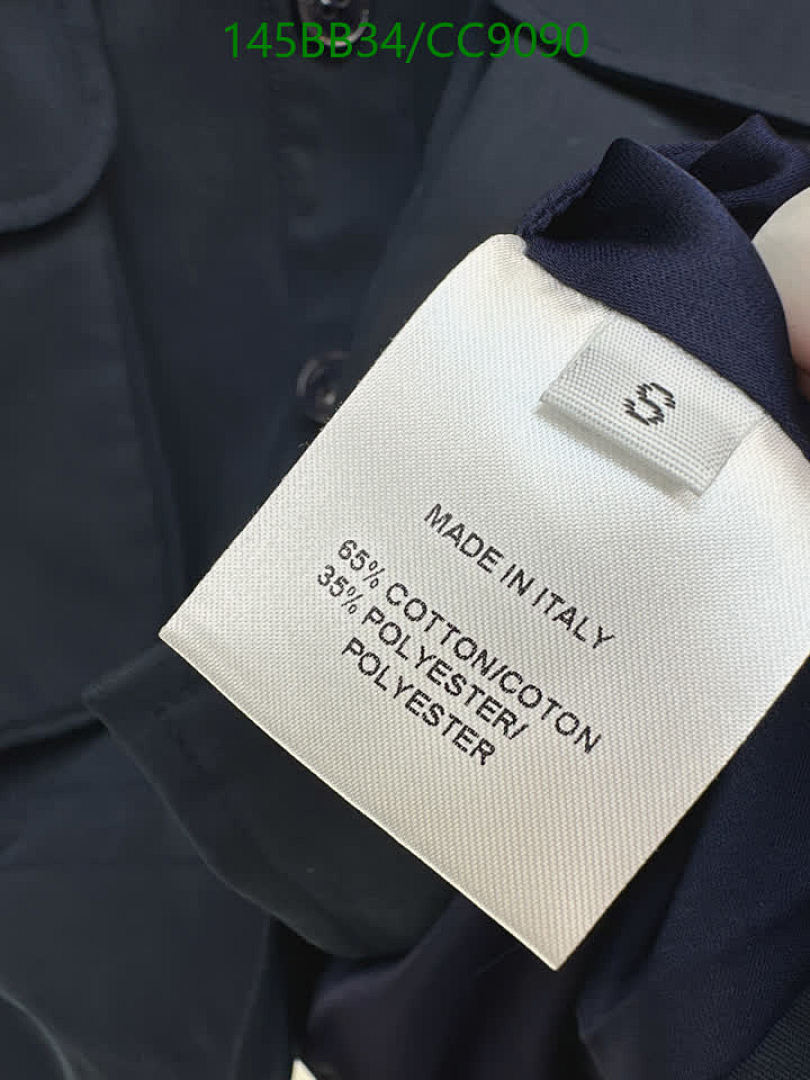 145BB34/CC9090
S
MADE IN ITALY
65% COTTON/COTON
35% POLYESTER/
POLYESTER